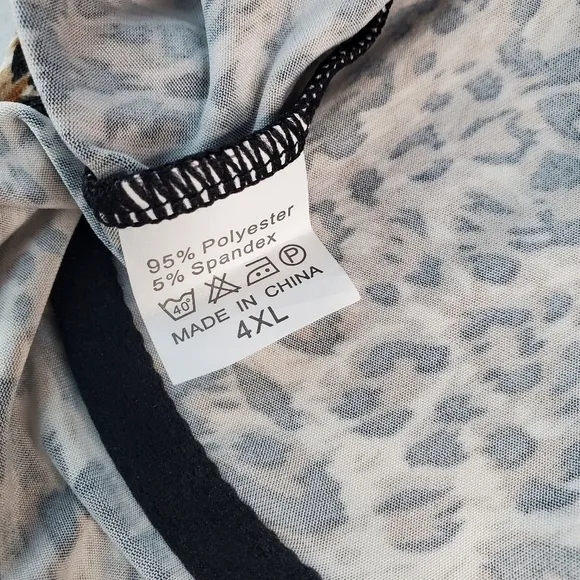 95% Polyester
5% Spandex
40° P
MADE IN CHINA
4XL